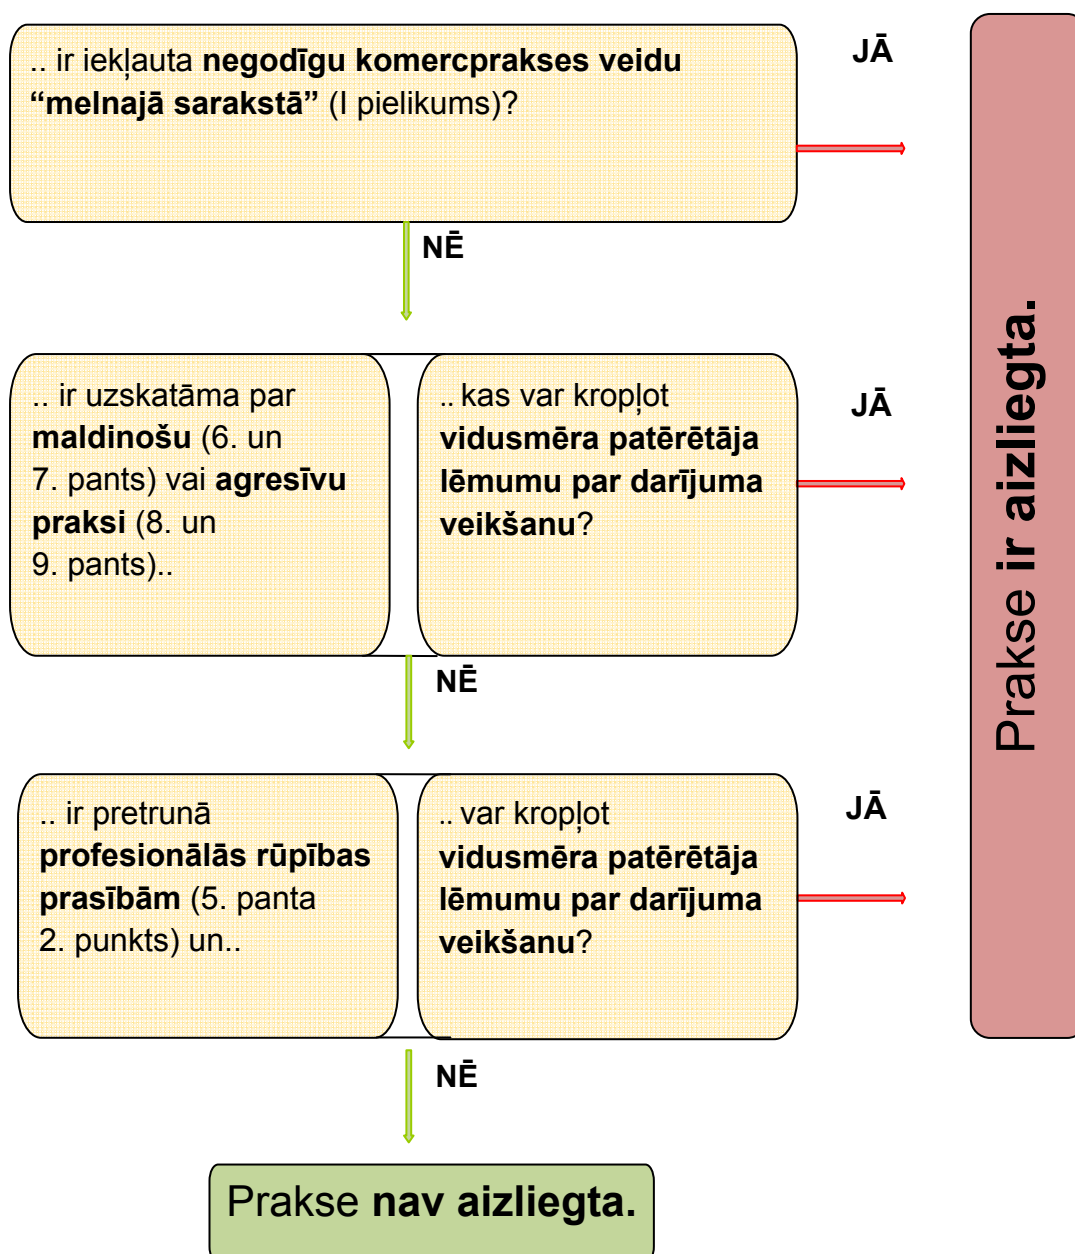 .. ir iekļauta negodīgu komercprakses veidu
“melnajā sarakstā” (I pielikums)?
JĀ
NĒ
.. ir uzskatāma par
maldinošu (6. un
7. pants) vai agresīvu
praksi (8. un
9. pants)..
.. kas var kropļot
vidusmēra patērētāja
lēmumu par darījuma
veikšanu?
JĀ
NĒ
.. ir pretrunā
profesionālās rūpības
prasībām (5. panta
2. punkts) un..
.. var kropļot
vidusmēra patērētāja
lēmumu par darījuma
veikšanu?
JĀ
NĒ
Prakse ir aizliegta.
Prakse nav aizliegta.